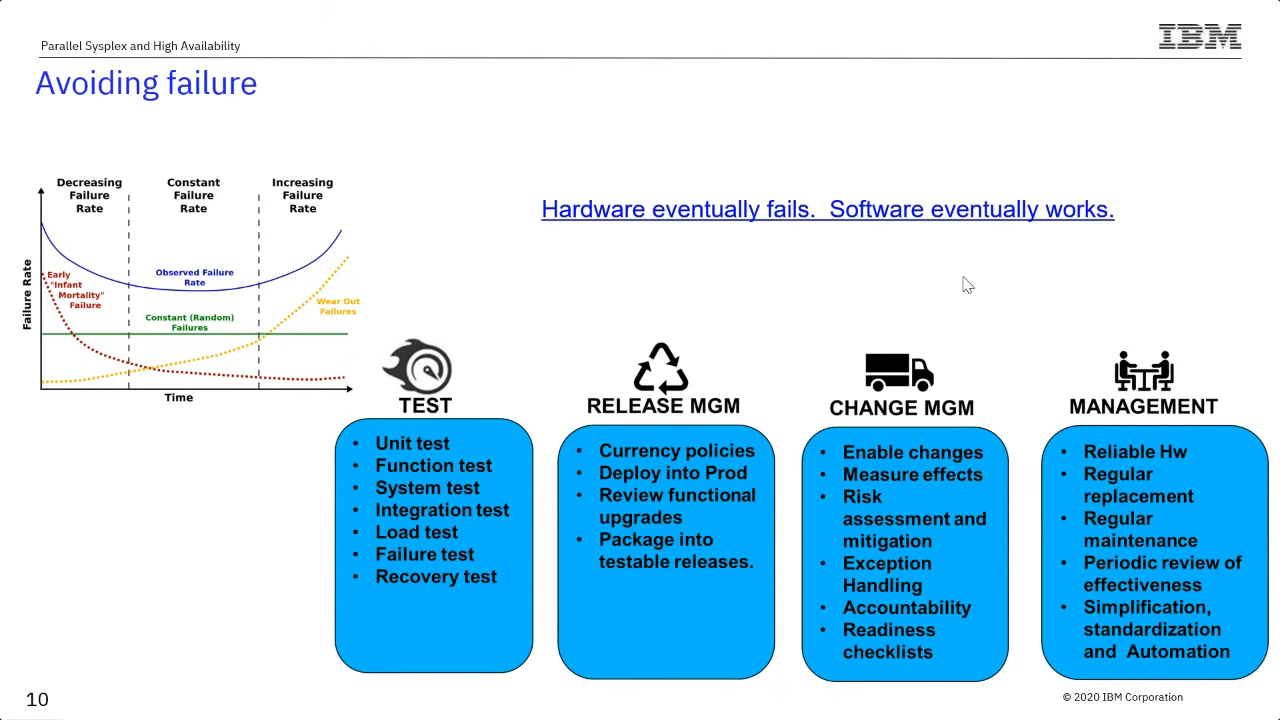 Parallel Sysplex and High Availability
IBM
Avoiding failure
Decreasing
Failure
Rate
Constant
Failure
Rate
Increasing
Failure
Rate
Failure Rate
Early
"Infant
Mortality"
Failure
Observed Failure
Rate
Constant (Random)
Failures
Wear Out
Failures
Time
Hardware eventually fails.  Software eventually works.
TEST
• Unit test
• Function test
• System test
• Integration test
• Load test
• Failure test
• Recovery test
RELEASE MGM
• Currency policies
• Deploy into Prod
• Review functional
upgrades
• Package into
testable releases.
CHANGE MGM
• Enable changes
• Measure effects
• Risk
assessment and
mitigation
• Exception
Handling
• Accountability
• Readiness
checklists
MANAGEMENT
• Reliable Hw
• Regular
replacement
• Regular
maintenance
• Periodic review of
effectiveness
• Simplification,
standardization
and  Automation
10
© 2020 IBM Corporation